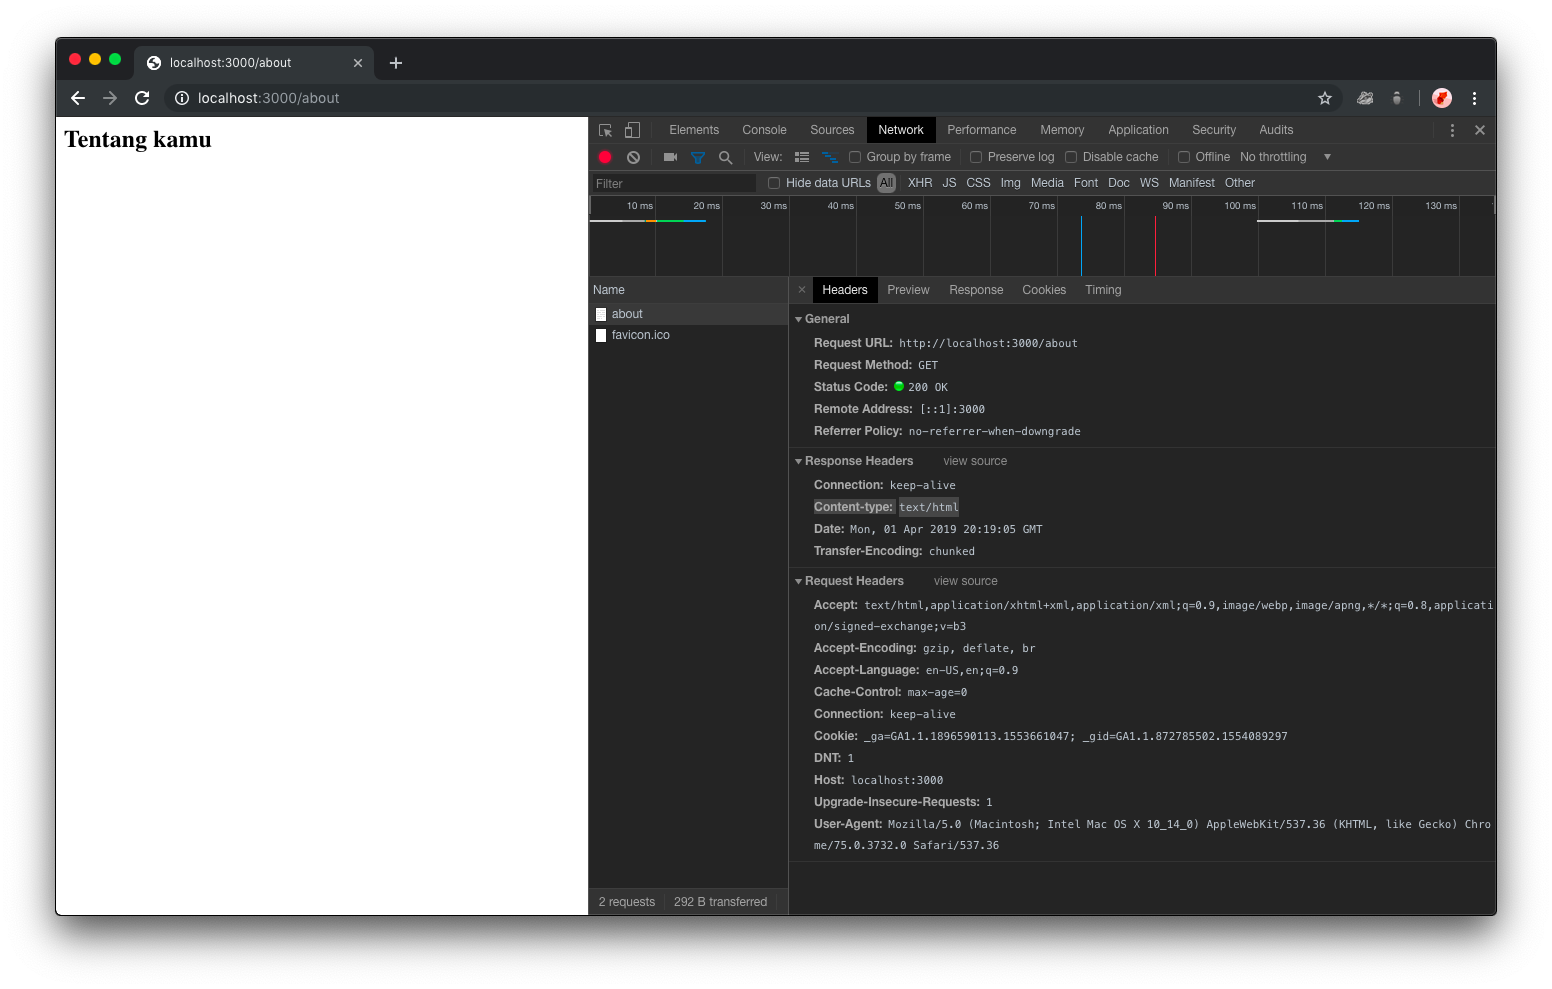 localhost:3000/about
localhost:3000/about
Tentang kamu
Elements Console Sources Network Performance Memory Application Security Audits
View: Group by frame Preserve log Disable cache Offline No throttling
Filter Hide data URLs All XHR JS CSS Img Media Font Doc WS Manifest Other
10 ms 20 ms 30 ms 40 ms 50 ms 60 ms 70 ms 80 ms 90 ms 100 ms 110 ms 120 ms 130 ms
Name
about
favicon.ico
2 requests 292 B transferred
Headers Preview Response Cookies Timing
General
Request URL: http://localhost:3000/about
Request Method: GET
Status Code: 200 OK
Remote Address: [::1]:3000
Referrer Policy: no-referrer-when-downgrade
Response Headers view source
Connection: keep-alive
Content-type: text/html
Date: Mon, 01 Apr 2019 20:19:05 GMT
Transfer-Encoding: chunked
Request Headers view source
Accept: text/html,application/xhtml+xml,application/xml;q=0.9,image/webp,image/apng,*/*;q=0.8,applicati
on/signed-exchange;v=b3
Accept-Encoding: gzip, deflate, br
Accept-Language: en-US,en;q=0.9
Cache-Control: max-age=0
Connection: keep-alive
Cookie: _ga=GA1.1.1896590113.1553661047; _gid=GA1.1.872785502.1554089297
DNT: 1
Host: localhost:3000
Upgrade-Insecure-Requests: 1
User-Agent: Mozilla/5.0 (Macintosh; Intel Mac OS X 10_14_0) AppleWebKit/537.36 (KHTML, like Gecko) Chro
me/75.0.3732.0 Safari/537.36